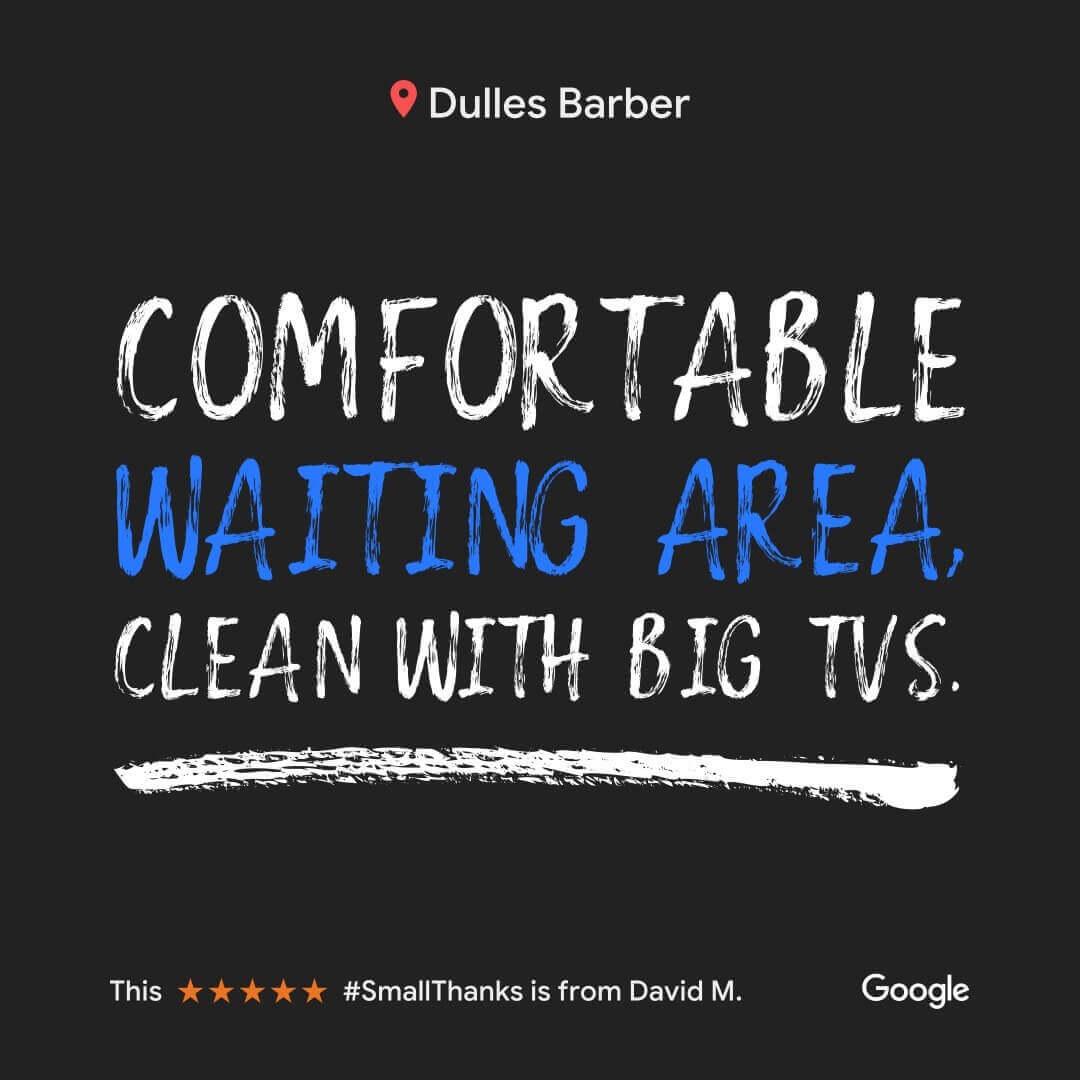 Dulles Barber
COMFORTABLE
WAITING AREA,
CLEAN WITH BIG TVS.
This ★★★★★ #SmallThanks is from David M.
Google